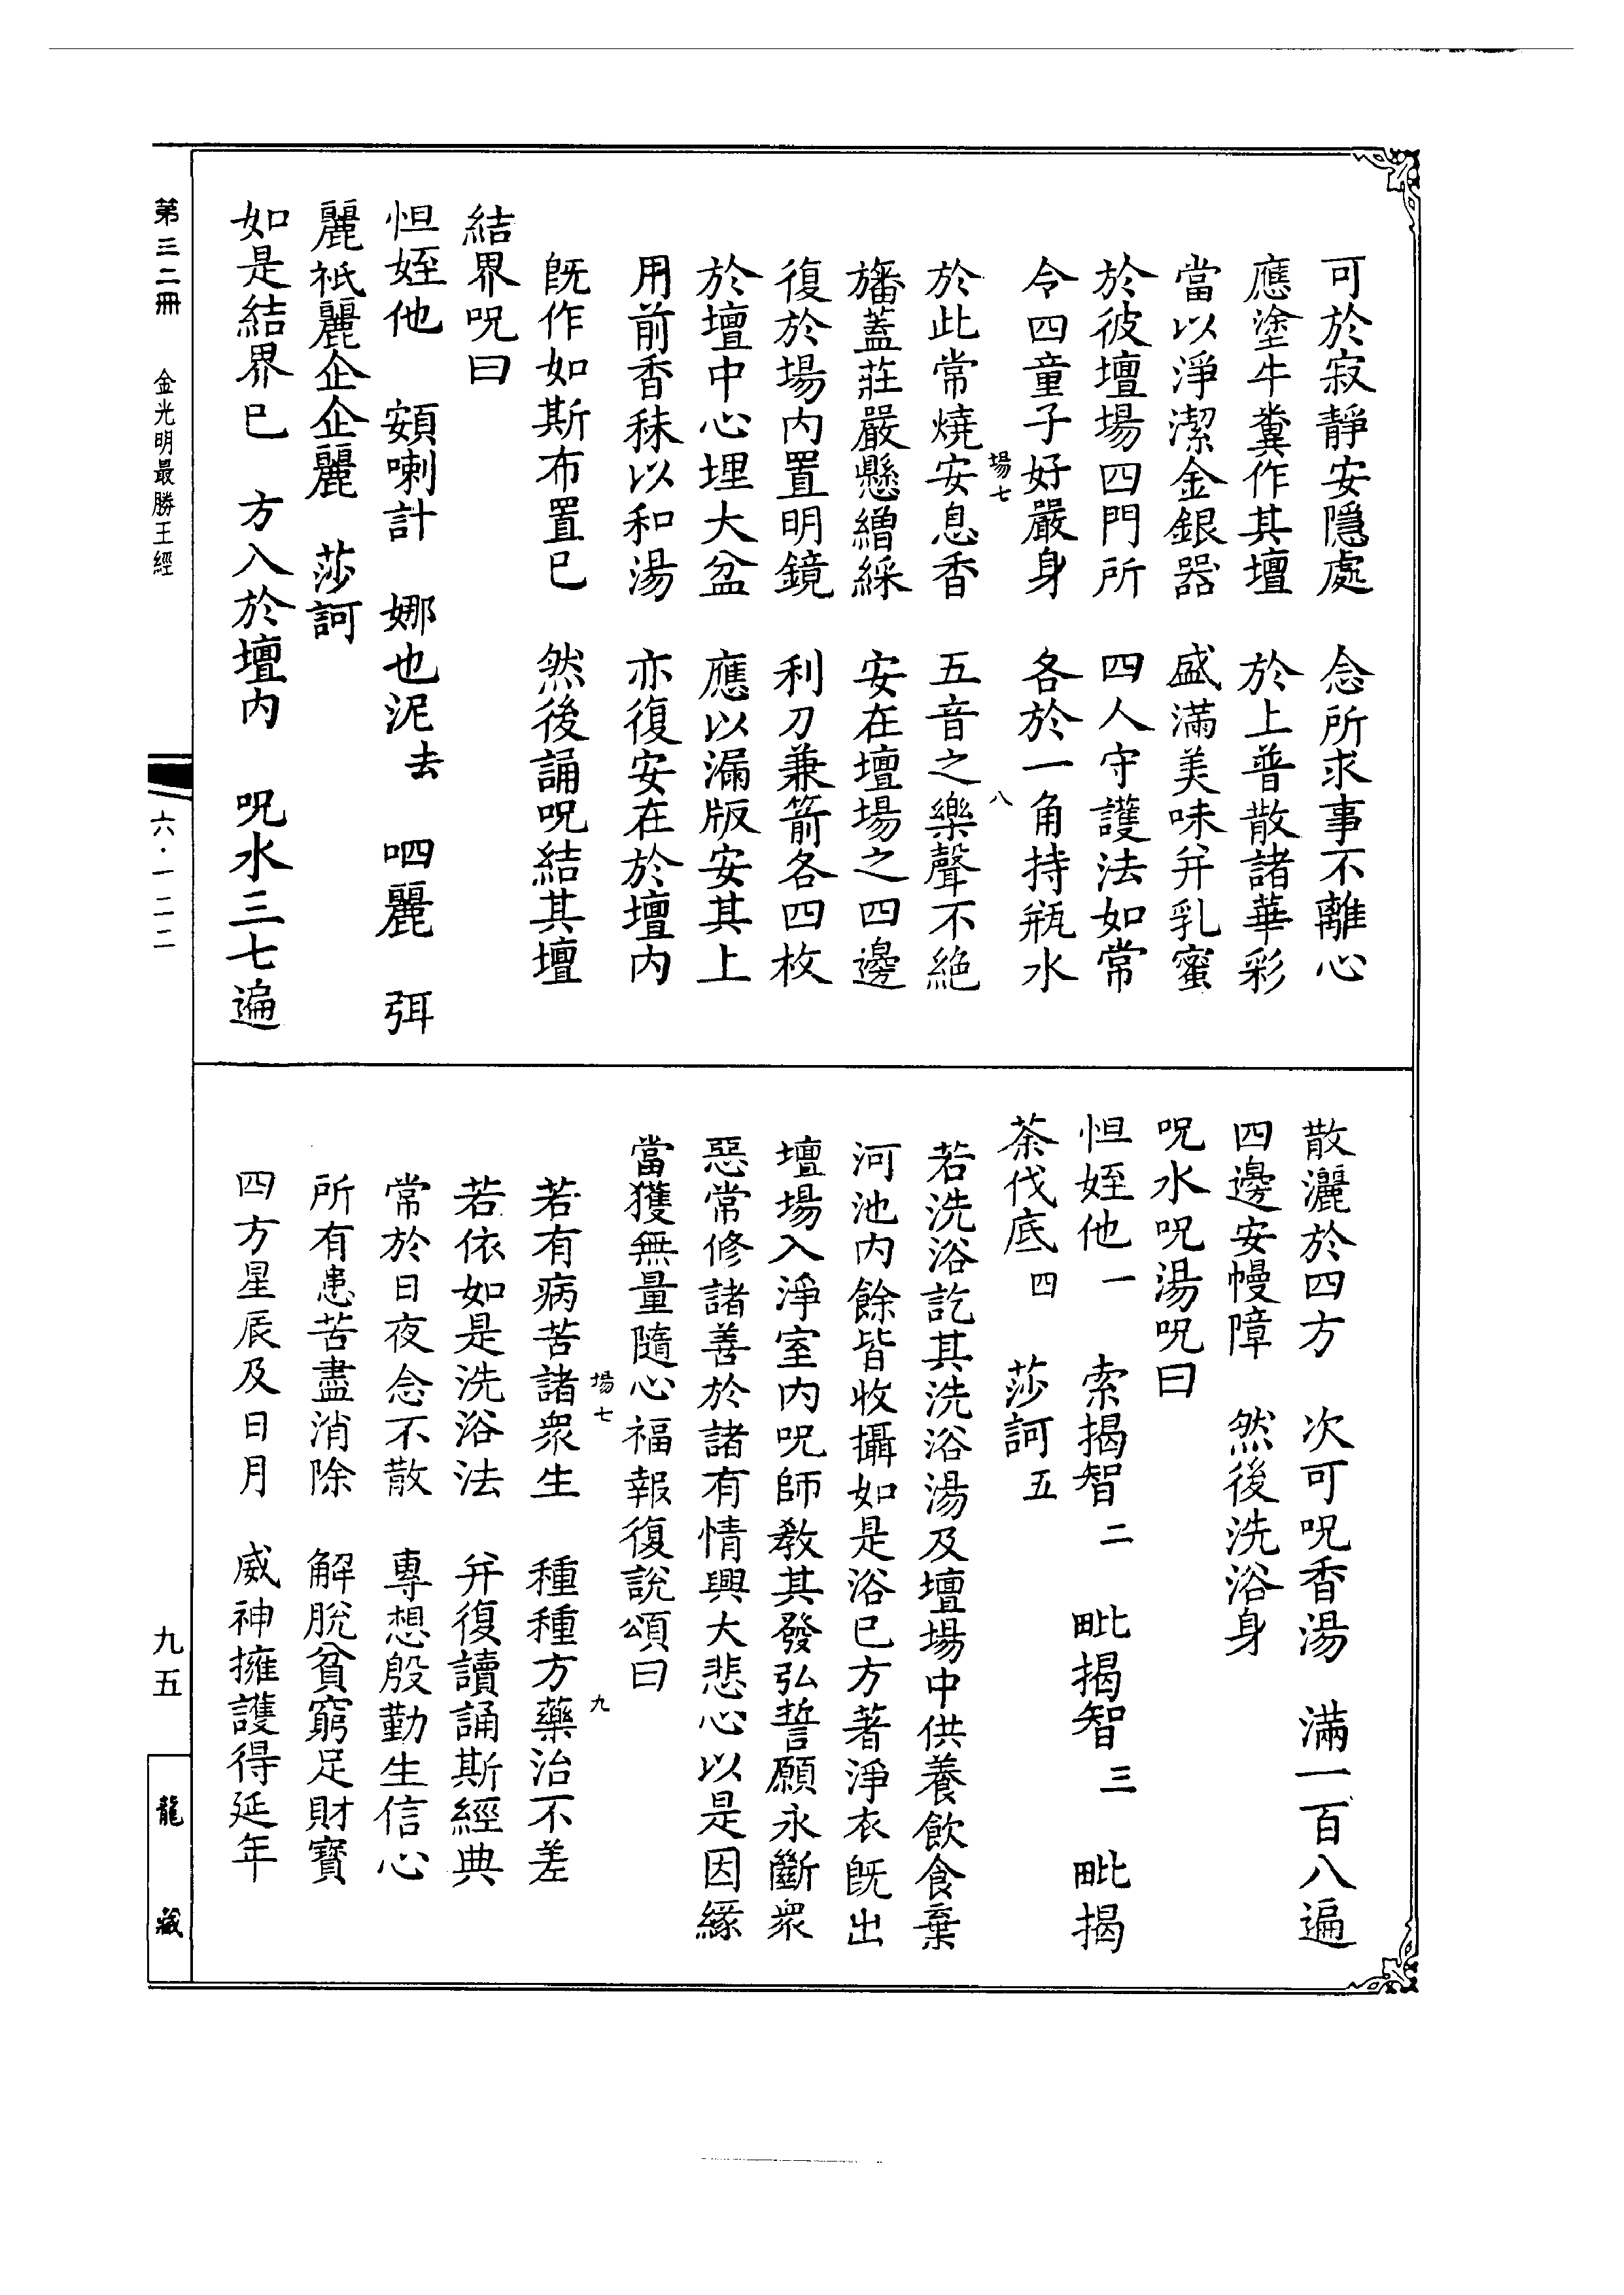 可於寂靜安隱處　念所求事不離心
應塗牛糞作其壇　於上普散諸華彩
當以淨潔金銀器　盛滿美味并乳蜜
於彼壇場四門所　四人守護法如常
令四童子好嚴身　各於一角持瓶水
場七　八
於此常燒安息香　五音之樂聲不絕
旛蓋莊嚴懸繒綵　安在壇場之四邊
復於場內置明鏡　利刀兼箭各四枚
於壇中心埋大盆　應以漏版安其上
用前香秣以和湯　亦復安在於壇內
既作如斯布置已　然後誦呪結其壇
結界呪曰
怛姪他　頞喇計　娜也泥去　呬麗　弭
麗祇麗企企麗　莎訶
如是結界已　方入於壇內　呪水三七遍
散灑於四方　次可呪香湯　滿一百八遍
四邊安幔障　然後洗浴身
呪水呪湯呪曰
怛姪他一　索揭智二　毗揭智三　毗揭
茶伐底四　莎訶五
若洗浴訖其洗浴湯及壇場中供養飲食棄
河池內餘皆收攝如是浴已方著淨衣既出
壇場入淨室內呪師教其發弘誓願永斷眾
惡常修諸善於諸有情興大悲心以是因緣
當獲無量隨心福報復說頌曰
場七　九
若有病苦諸眾生　種種方藥治不差
若依如是洗浴法　并復讀誦斯經典
常於日夜念不散　專想殷勤生信心
所有患苦盡消除　解脫貧窮足財寶
四方星辰及日月　威神擁護得延年
第三二冊　金光明最勝王經　六·一二二
九五
龍藏